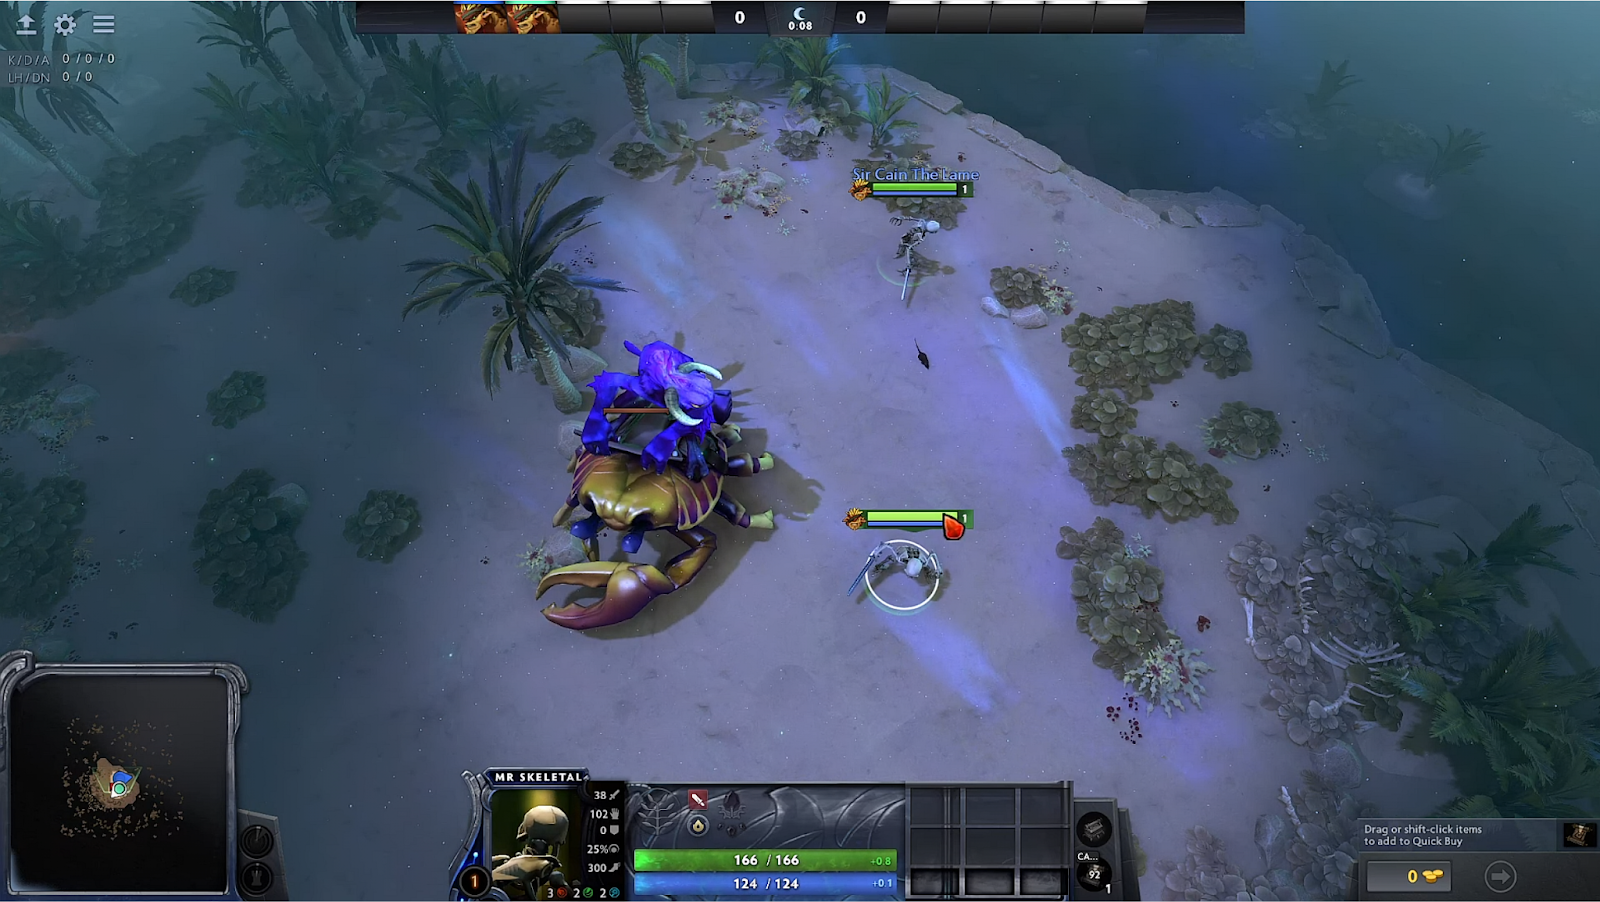 0
0:08
0
K/D/A 0 / 0 / 0
LH/DN 0 / 0
Sir Cain The Lame
1
1
MR SKELETAL
38
102
0
25%
300
1
3 2 2
166 / 166 +0.8
124 / 124 +0.1
CA...
92
1
Drag or shift-click items
to add to Quick Buy
0